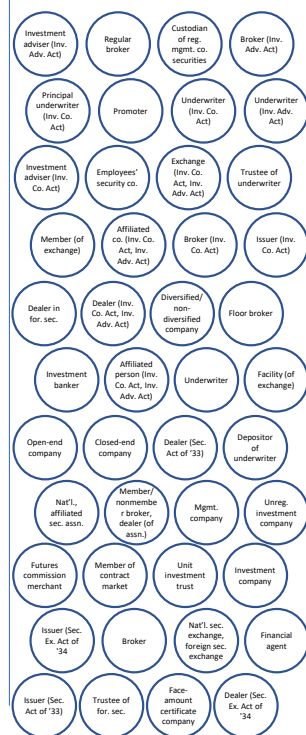 Investment
adviser (Inv.
Adv. Act)
Regular
broker
Custodian
of reg.
mgmt. co.
securities
Broker (Inv.
Adv. Act)
Principal
underwriter
(Inv. Co.
Act)
Promoter
Underwriter
(Inv. Co.
Act)
Underwriter
(Inv. Adv.
Act)
Investment
adviser (Inv.
Co. Act)
Employees'
security co.
Exchange
(Inv. Co.
Act, Inv.
Adv. Act)
Trustee of
underwriter
Member (of
exchange)
Affiliated
co. (Inv. Co.
Act, Inv.
Adv. Act)
Broker (Inv.
Co. Act)
Issuer (Inv.
Co. Act)
Dealer in
for. sec.
Dealer (Inv.
Co. Act, Inv.
Adv. Act)
Diversified/
non-
diversified
company
Floor broker
Investment
banker
Affiliated
person (Inv.
Co. Act, Inv.
Adv. Act)
Underwriter
Facility (of
exchange)
Open-end
company
Closed-end
company
Dealer (Sec.
Act of '33)
Depositor
of
underwriter
Nat'l.,
affiliated
sec. assn.
Member/
nonmembe
r broker,
dealer (of
assn.)
Mgmt.
company
Unreg.
investment
company
Futures
commission
merchant
Member of
contract
market
Unit
investment
trust
Investment
company
Issuer (Sec.
Ex. Act of
'34
Broker
Nat'l. sec.
exchange,
foreign sec.
exchange
Financial
agent
Issuer (Sec.
Act of '33)
Trustee of
for. sec.
Face-
amount
certificate
company
Dealer (Sec.
Ex. Act of
'34